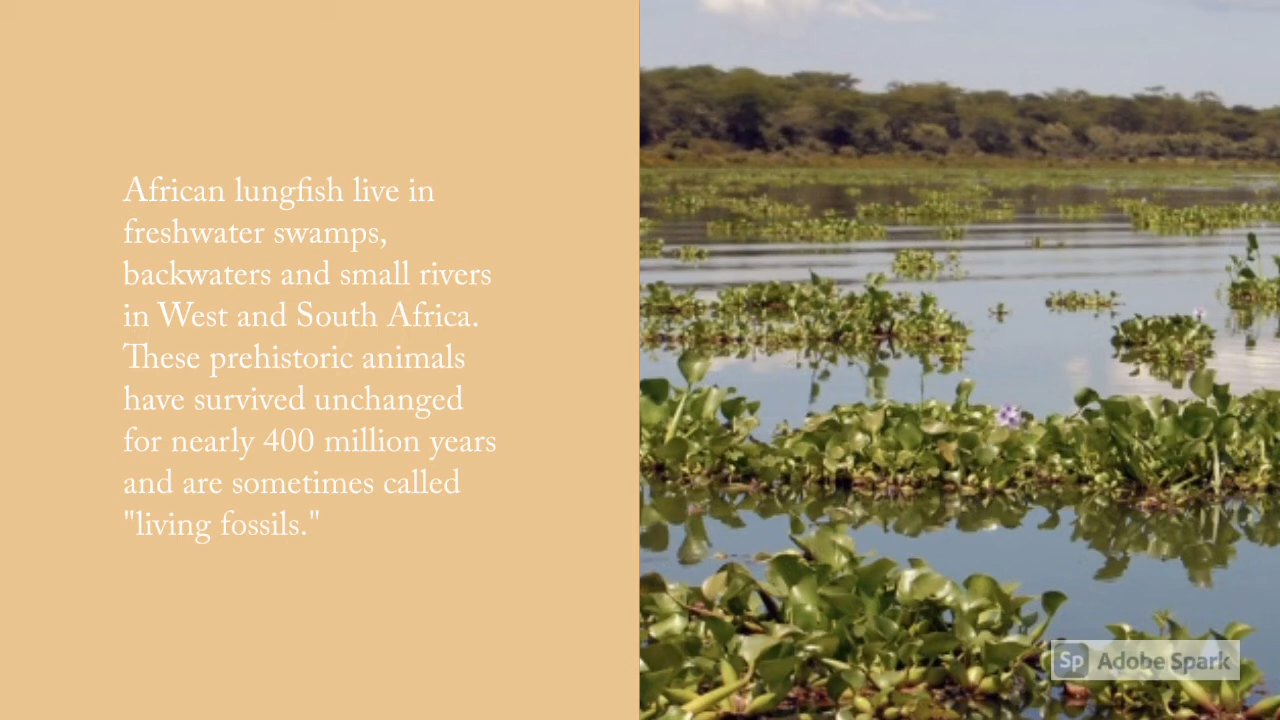 African lungfish live in
freshwater swamps,
backwaters and small rivers
in West and South Africa.
These prehistoric animals
have survived unchanged
for nearly 400 million years
and are sometimes called
"living fossils."
Sp Adobe Spark